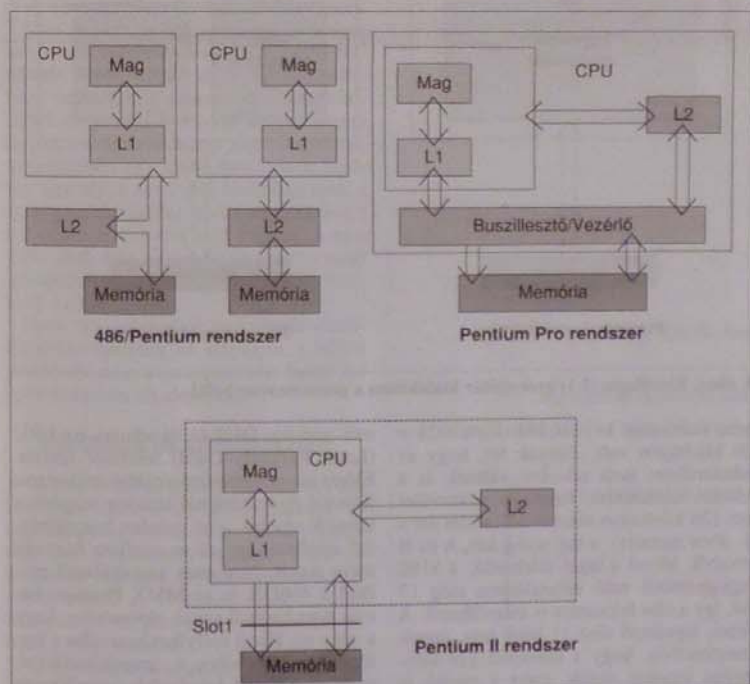 CPU
Mag
L1
L2
Memória
CPU
Mag
L1
L2
Memória
486/Pentium rendszer
CPU
Mag
L1
L2
Buszillesztő/Vezérlő
Memória
Pentium Pro rendszer
CPU
Mag
L1
L2
Slot1
Memória
Pentium II rendszer